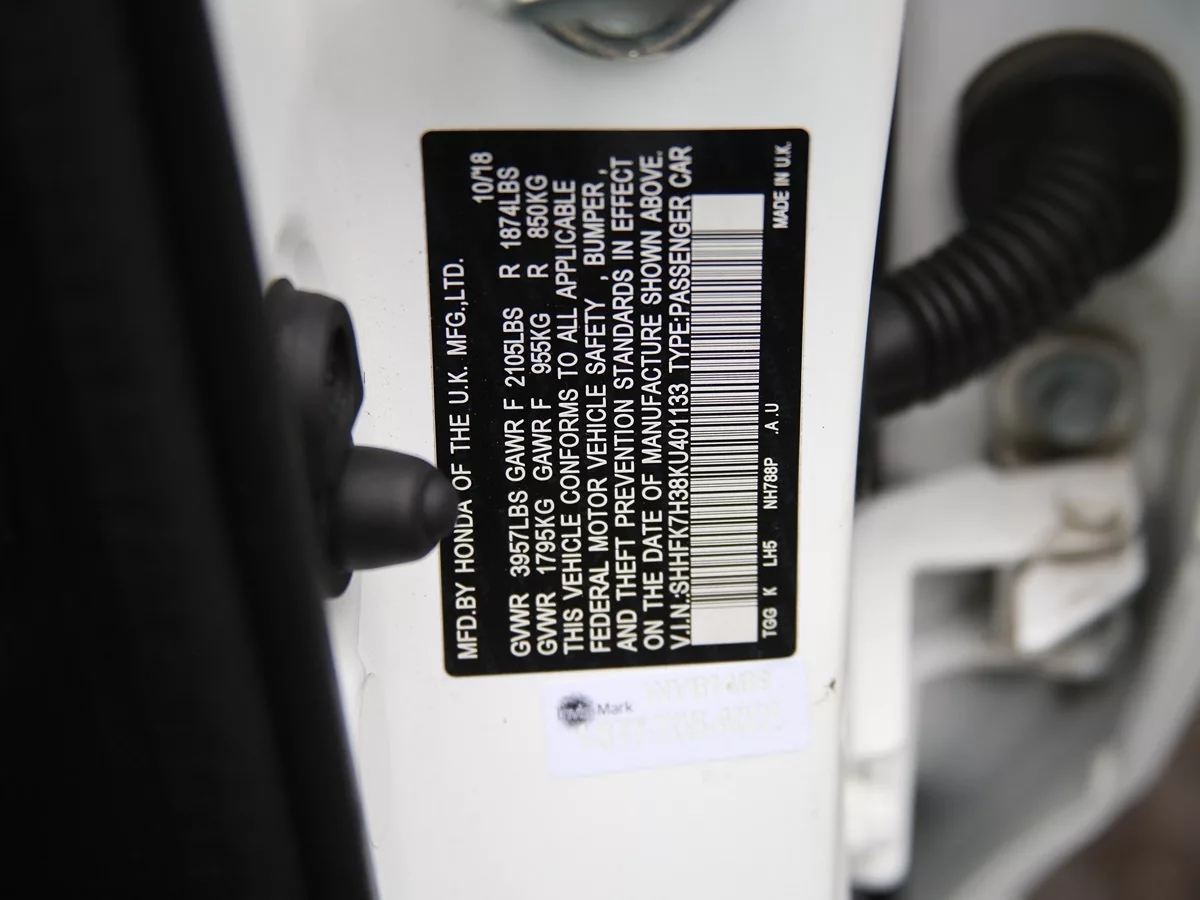 MFD.BY HONDA OF THE U.K. MFG.,LTD. 10/18
GVWR 3957LBS GAWR F 2105LBS R 1874LBS
GVWR 1795KG GAWR F 955KG R 850KG
THIS VEHICLE CONFORMS TO ALL APPLICABLE
FEDERAL MOTOR VEHICLE SAFETY , BUMPER ,
AND THEFT PREVENTION STANDARDS IN EFFECT
ON THE DATE OF MANUFACTURE SHOWN ABOVE.
V.I.N.:SHHFK7H38KU401133 TYPE:PASSENGER CAR
TGG K LH5 NH788P .A.U MADE IN U.K.
Mark